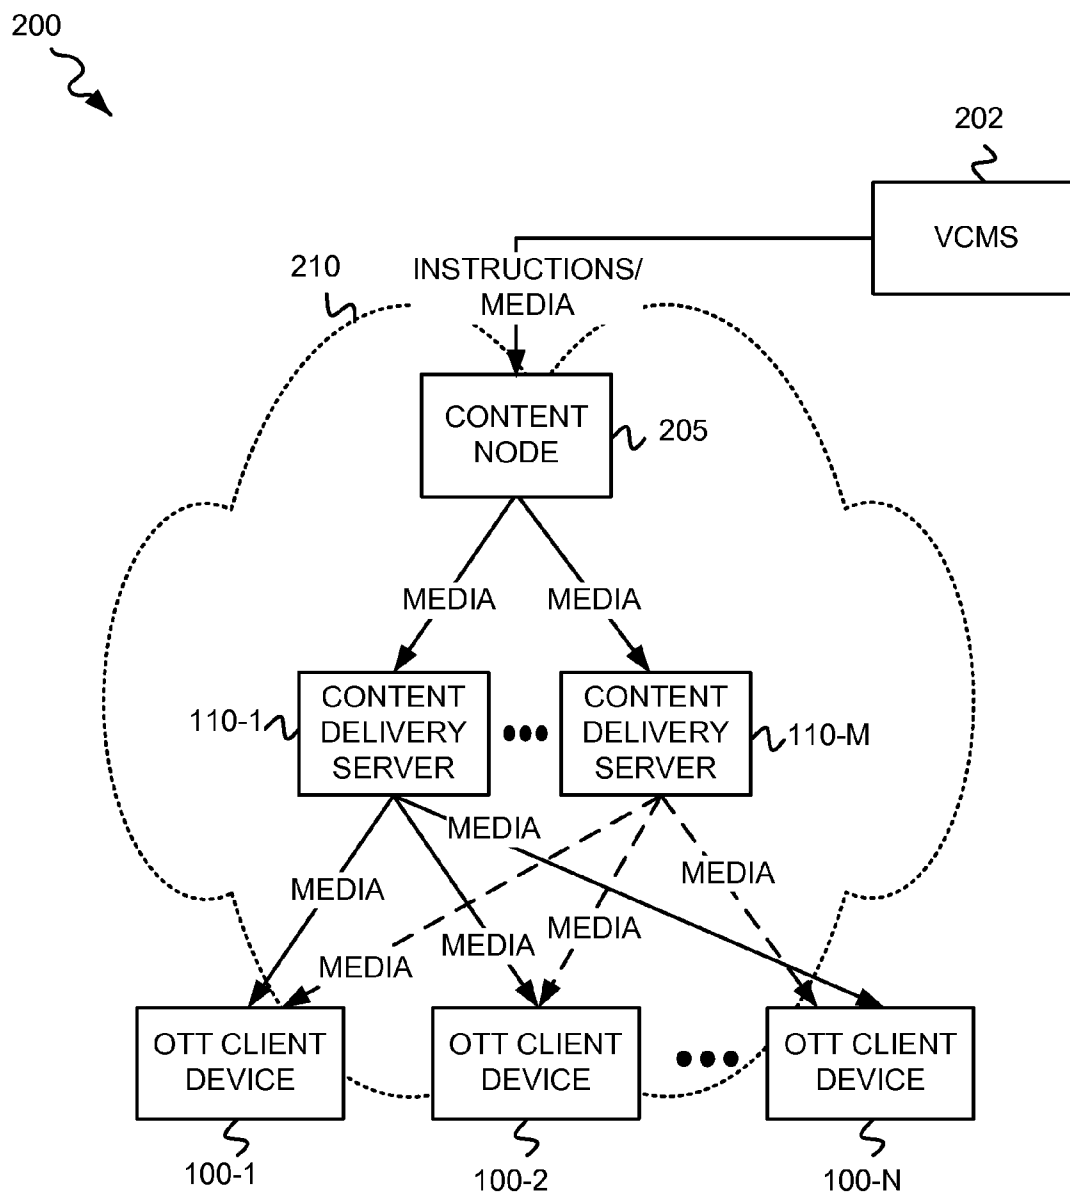 200
202
VCMS
210
INSTRUCTIONS/
MEDIA
CONTENT
NODE
205
MEDIA
MEDIA
110-1
CONTENT
DELIVERY
SERVER
CONTENT
DELIVERY
SERVER
110-M
MEDIA
MEDIA
MEDIA
MEDIA
MEDIA
MEDIA
OTT CLIENT
DEVICE
OTT CLIENT
DEVICE
OTT CLIENT
DEVICE
100-1
100-2
100-N